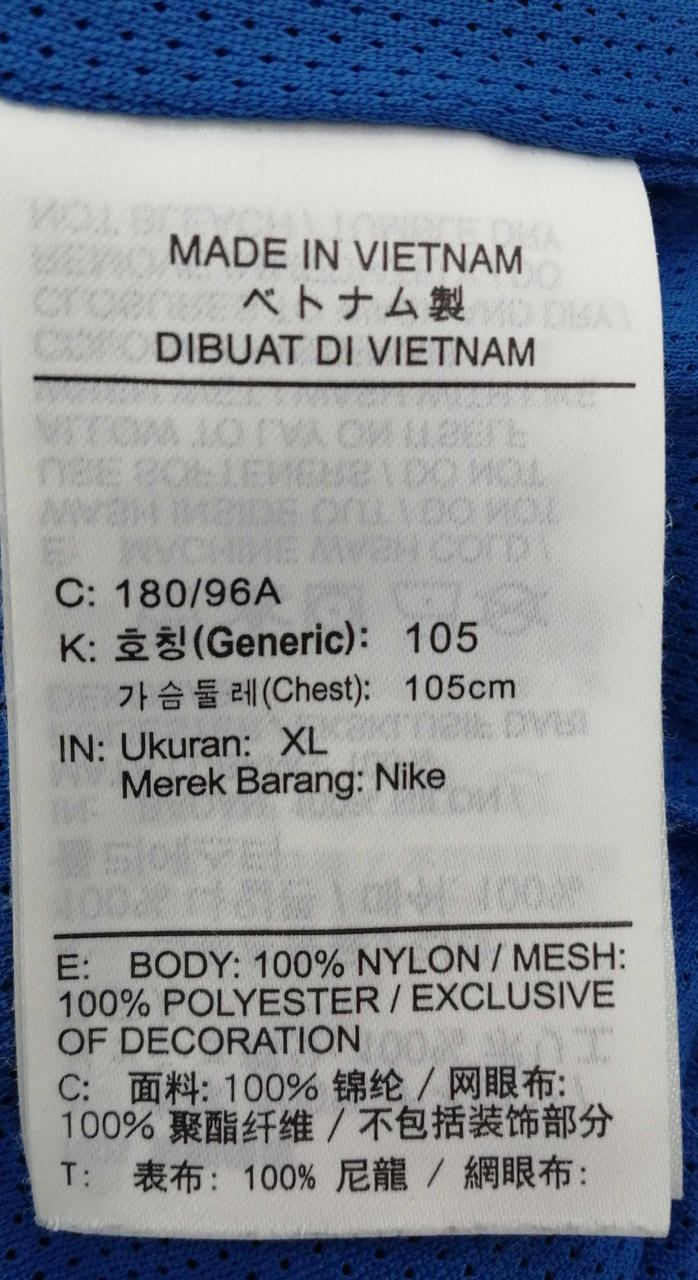 MADE IN VIETNAM
ベトナム製
DIBUAT DI VIETNAM
C: 180/96A
K: 호칭(Generic): 105
가슴둘레(Chest): 105cm
IN: Ukuran: XL
Merek Barang: Nike
E: BODY: 100% NYLON / MESH:
100% POLYESTER / EXCLUSIVE
OF DECORATION
C: 面料: 100% 锦纶 / 网眼布:
100% 聚酯纤维 / 不包括装饰部分
T: 表布: 100% 尼龍 / 網眼布: